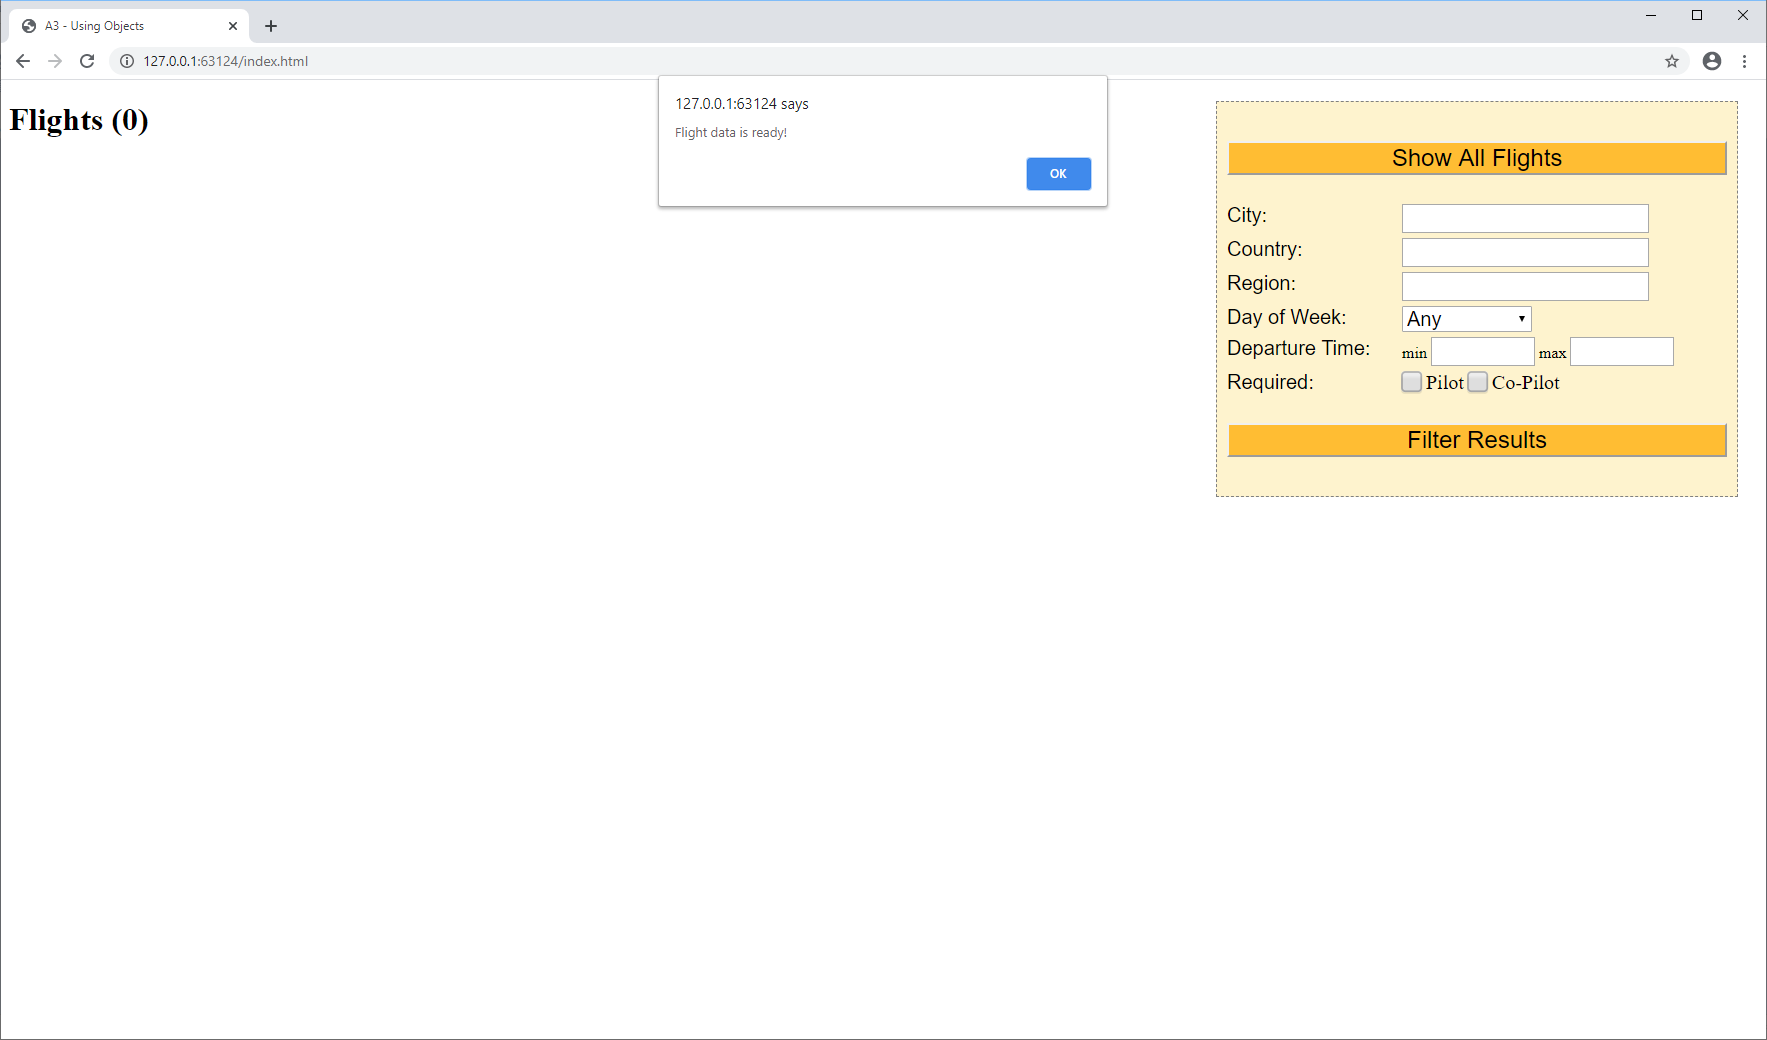 A3 - Using Objects
127.0.0.1:63124/index.html
127.0.0.1:63124 says
Flight data is ready!
OK
Flights (0)
Show All Flights
City:
Country:
Region:
Day of Week: Any
Departure Time: min max
Required: Pilot Co-Pilot
Filter Results